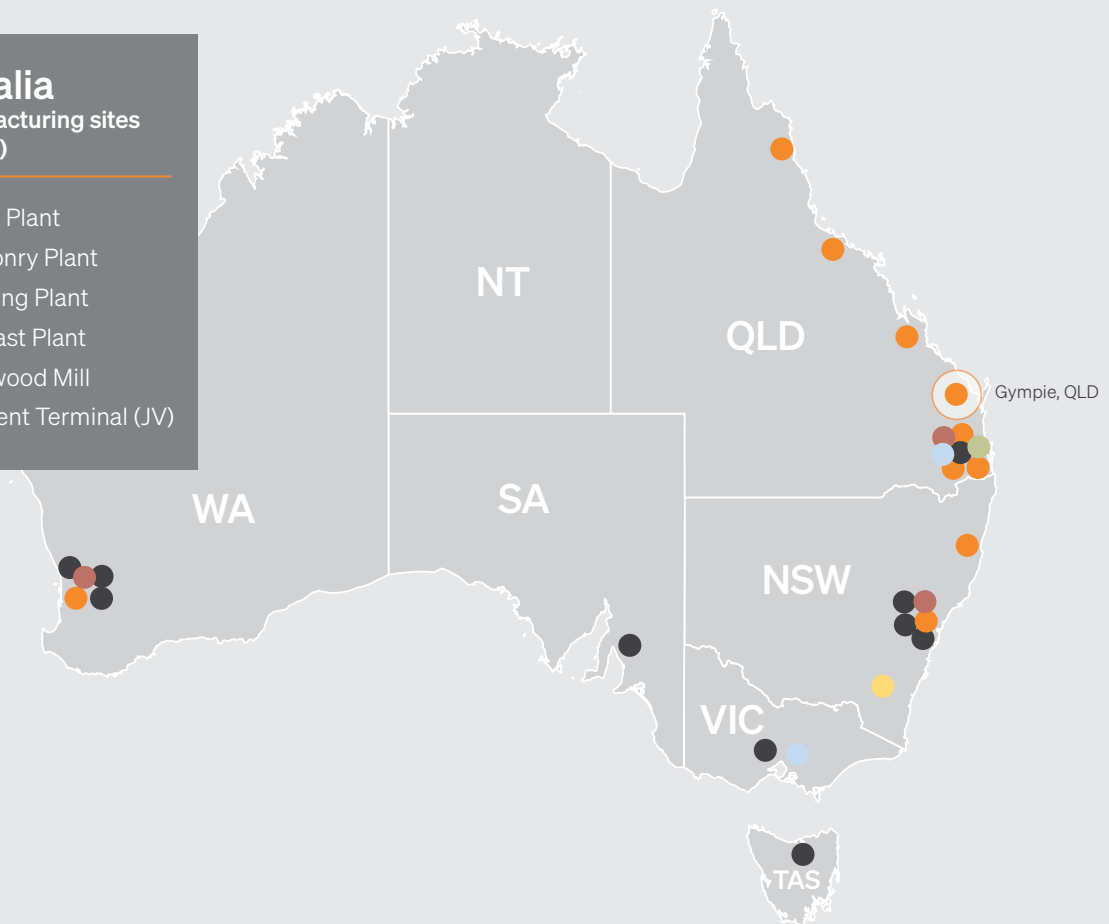 alia
acturing sites
)
Plant
onry Plant
ng Plant
ast Plant
wood Mill
ent Terminal (JV)
NT
QLD
Gympie, QLD
WA
SA
NSW
VIC
TAS